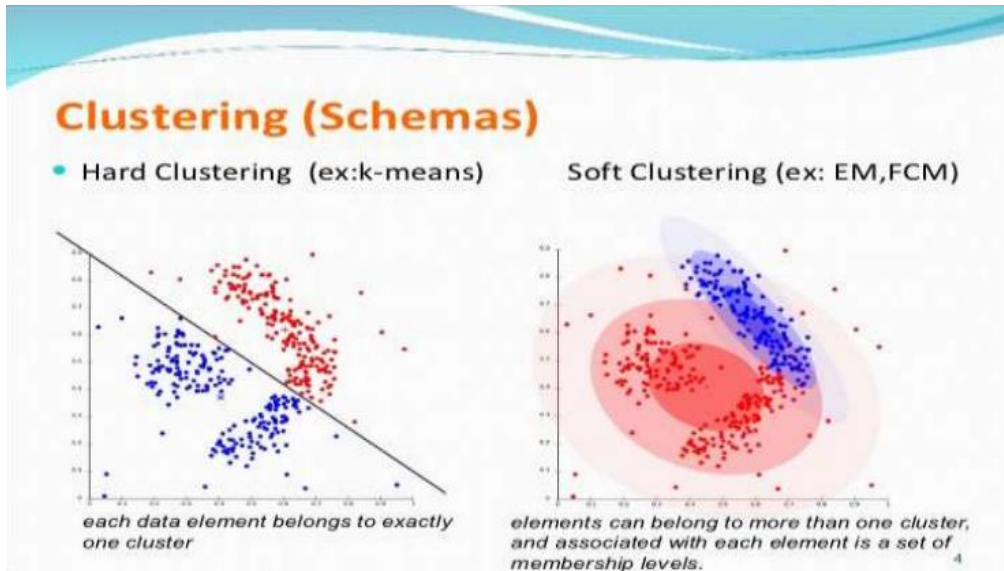 Clustering (Schemas)
• Hard Clustering (ex:k-means)
Soft Clustering (ex: EM,FCM)
each data element belongs to exactly
one cluster
elements can belong to more than one cluster,
and associated with each element is a set of
membership levels.
4